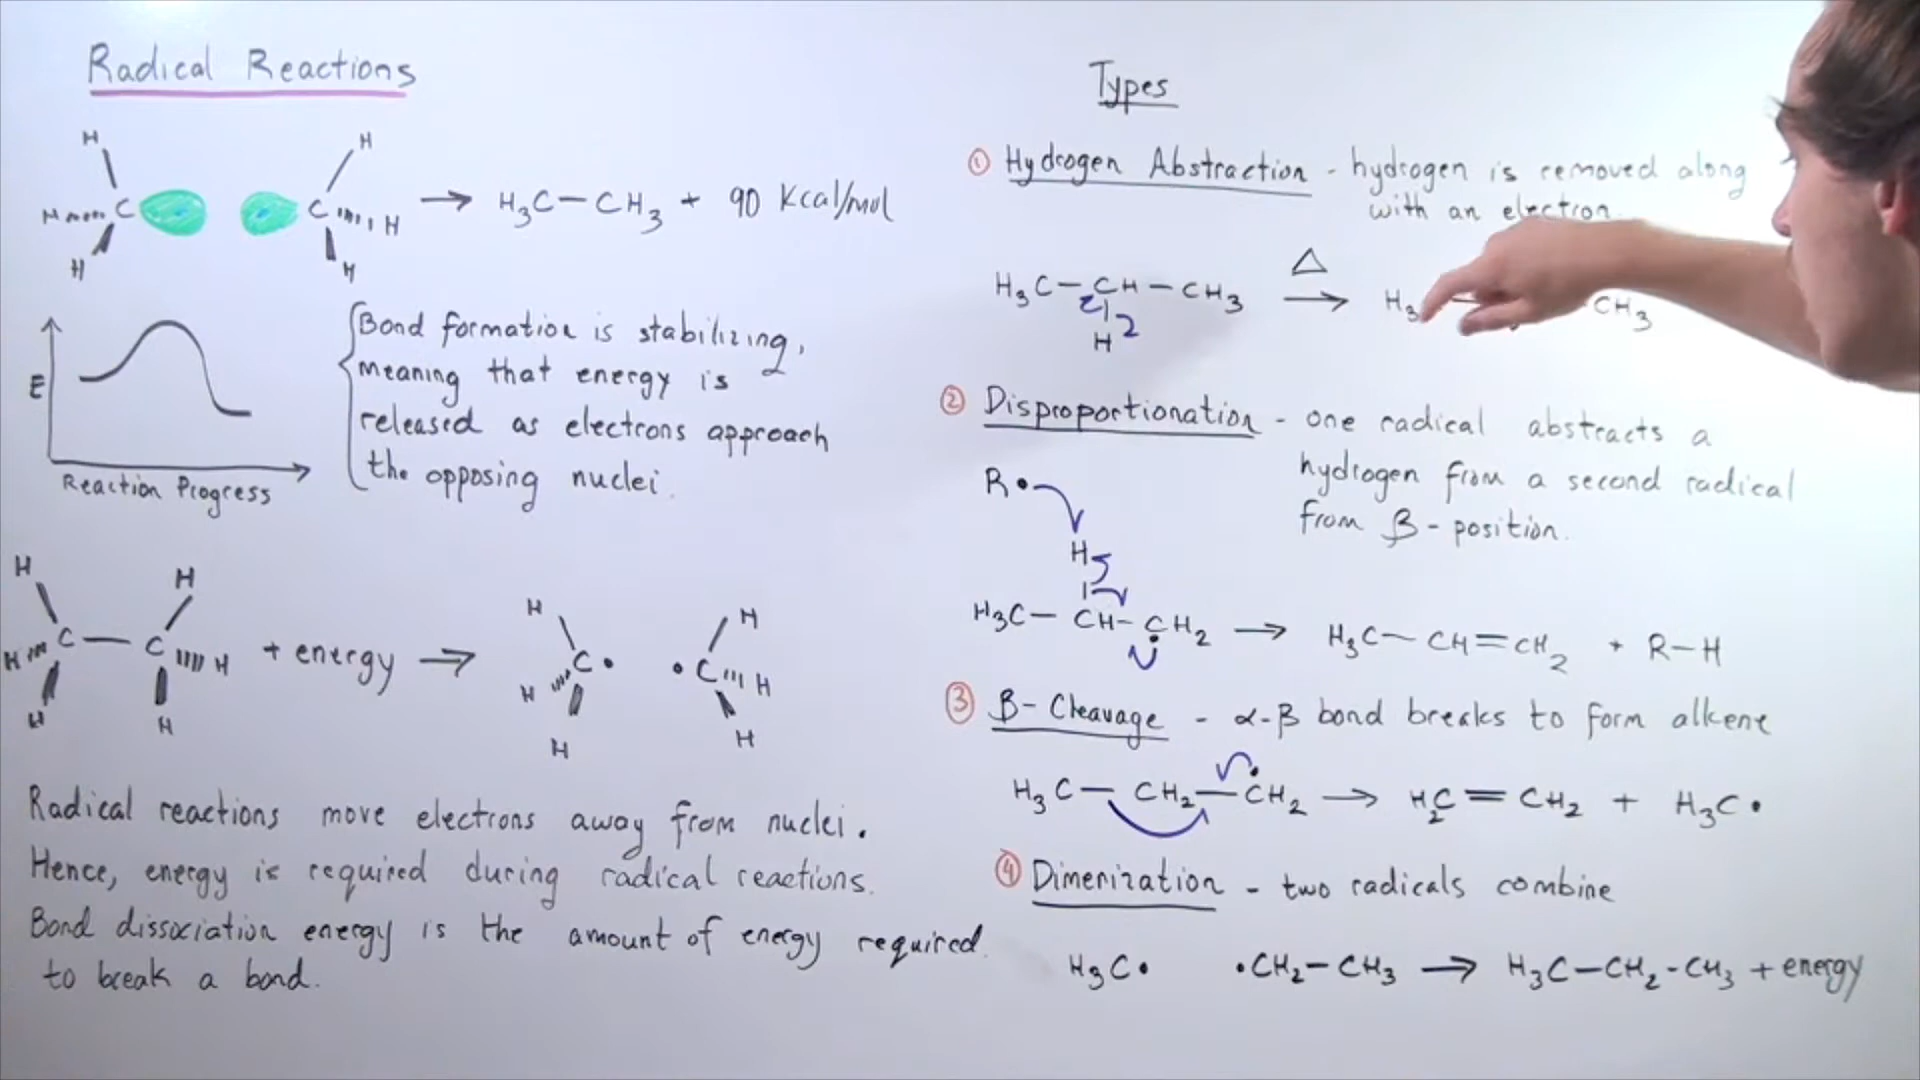 Radical Reactions
H H
H C C H
H H
→ H₃C–CH₃ + 90 Kcal/mol
E
Reaction Progress
Bond formation is stabilizing,
meaning that energy is
released as electrons approach
the opposing nuclei.
H H
H C – C H
H H
+ energy →
H H
H C• •C H
H H
Radical reactions move electrons away from nuclei.
Hence, energy is required during radical reactions.
Bond dissociation energy is the amount of energy required
to break a bond.
Types
① Hydrogen Abstraction - hydrogen is removed along
with an electron
H₃C–CH–CH₃ △ → H₃ CH₃
H
② Disproportionation - one radical abstracts a
hydrogen from a second radical
from β-position.
R•
H
H₃C–CH–ĊH₂ → H₃C–CH=CH₂ + R–H
③ β-Cleavage - α-β bond breaks to form alkene
H₃C–CH₂–ĊH₂ → H₂C=CH₂ + H₃C•
④ Dimerization - two radicals combine
H₃C• •CH₂–CH₃ → H₃C–CH₂-CH₃ + energy